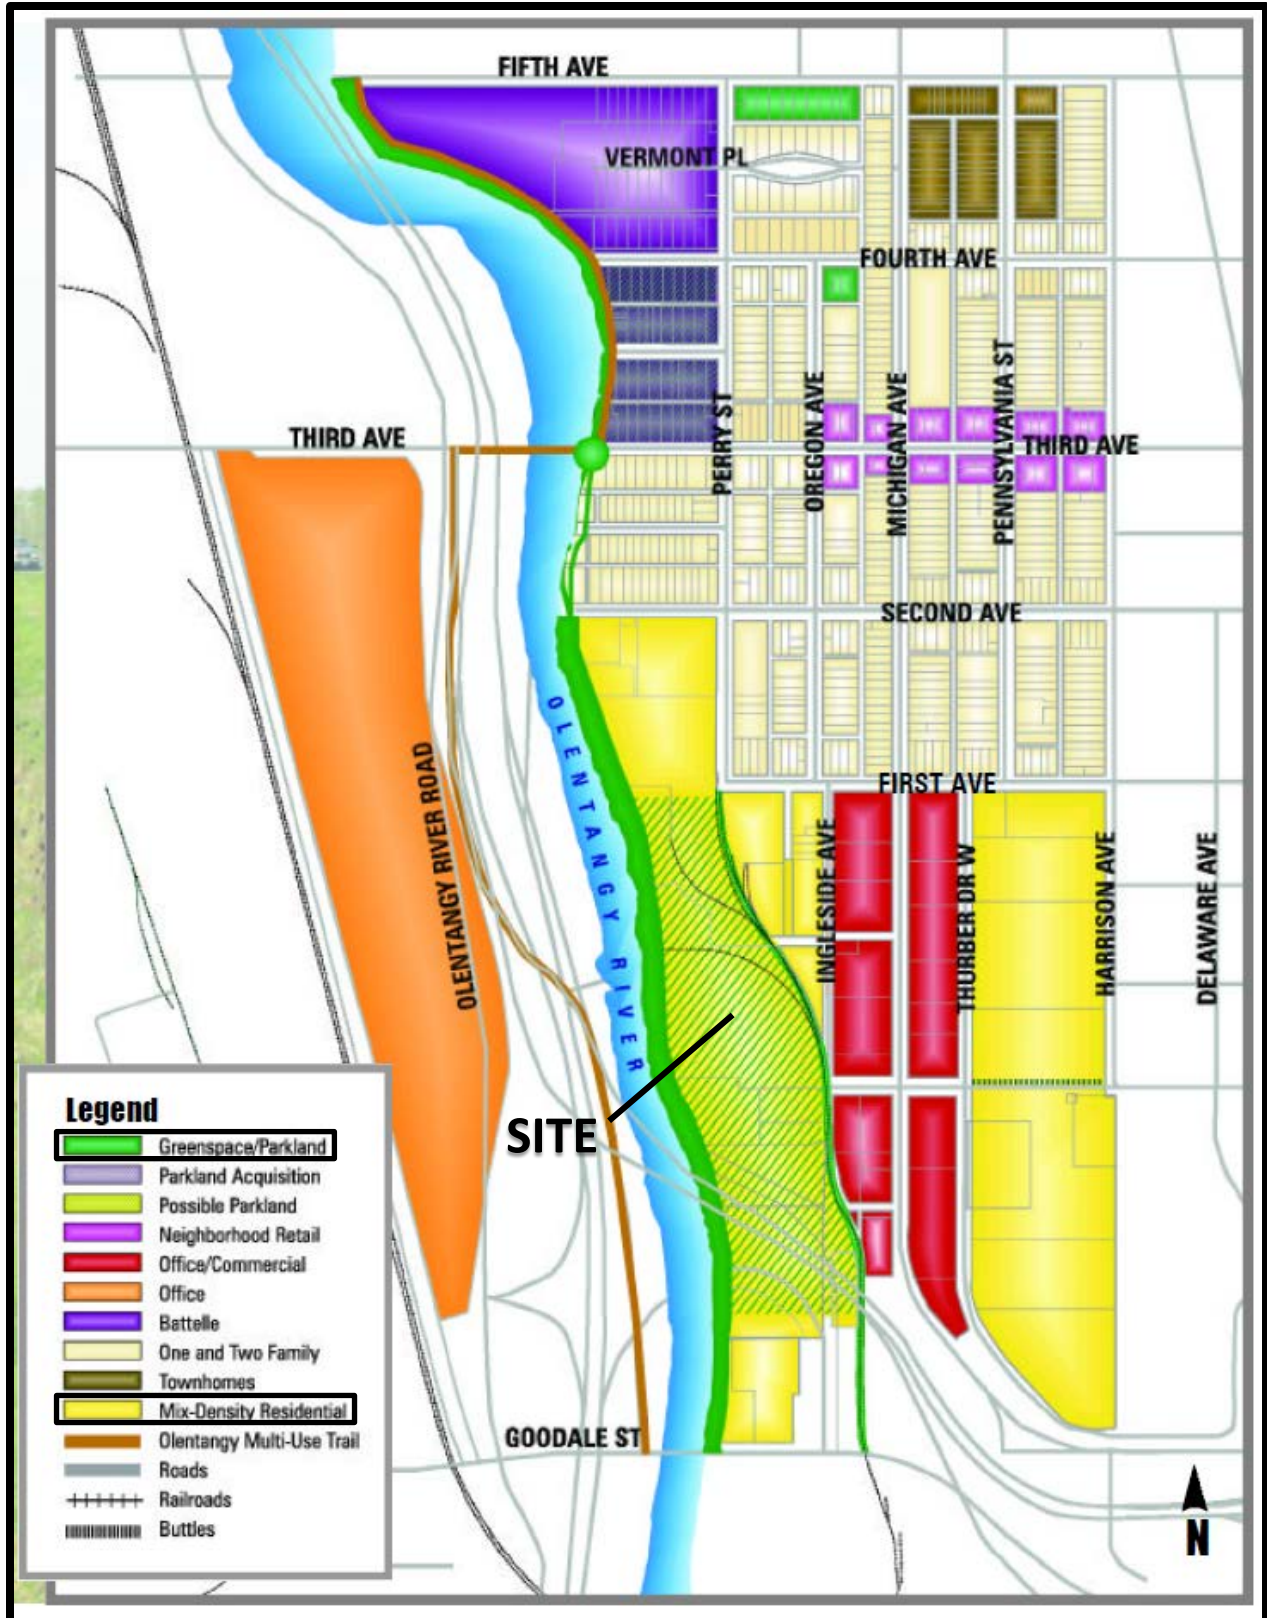 FIFTH AVE
VERMONT PL
FOURTH AVE
THIRD AVE
PERRY ST
OREGON AVE
MICHIGAN AVE
PENNSYLVANIA ST
THIRD AVE
SECOND AVE
OLENTANGY RIVER
OLENTANGY RIVER ROAD
FIRST AVE
INGLESIDE AVE
THURBER DR W
HARRISON AVE
DELAWARE AVE
SITE
GOODALE ST
N
Legend
Greenspace/Parkland
Parkland Acquisition
Possible Parkland
Neighborhood Retail
Office/Commercial
Office
Battelle
One and Two Family
Townhomes
Mix-Density Residential
Olentangy Multi-Use Trail
Roads
Railroads
Buttles